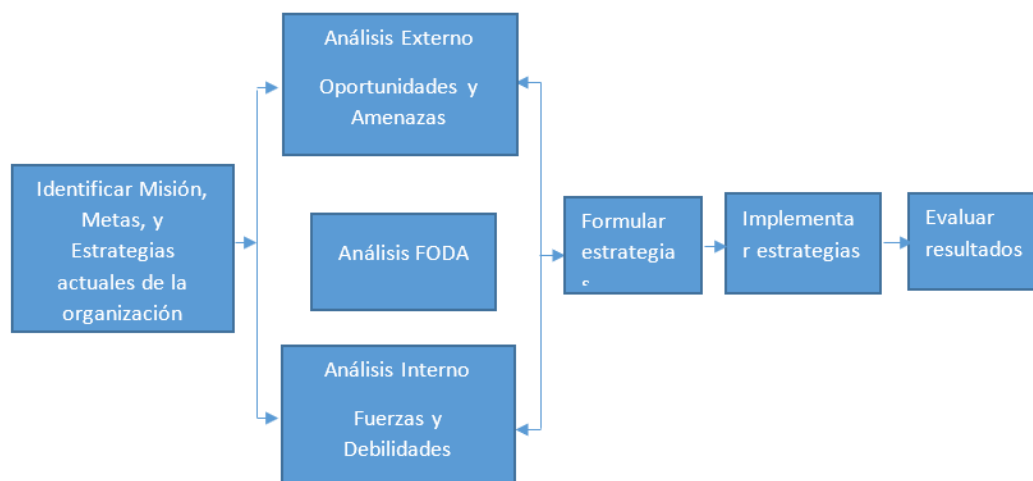 Análisis Externo
Oportunidades y
Amenazas
Identificar Misión,
Metas, y
Estrategias
actuales de la
organización
Análisis FODA
Análisis Interno
Fuerzas y
Debilidades
Formular
estrategia
s
Implementa
r estrategias
Evaluar
resultados